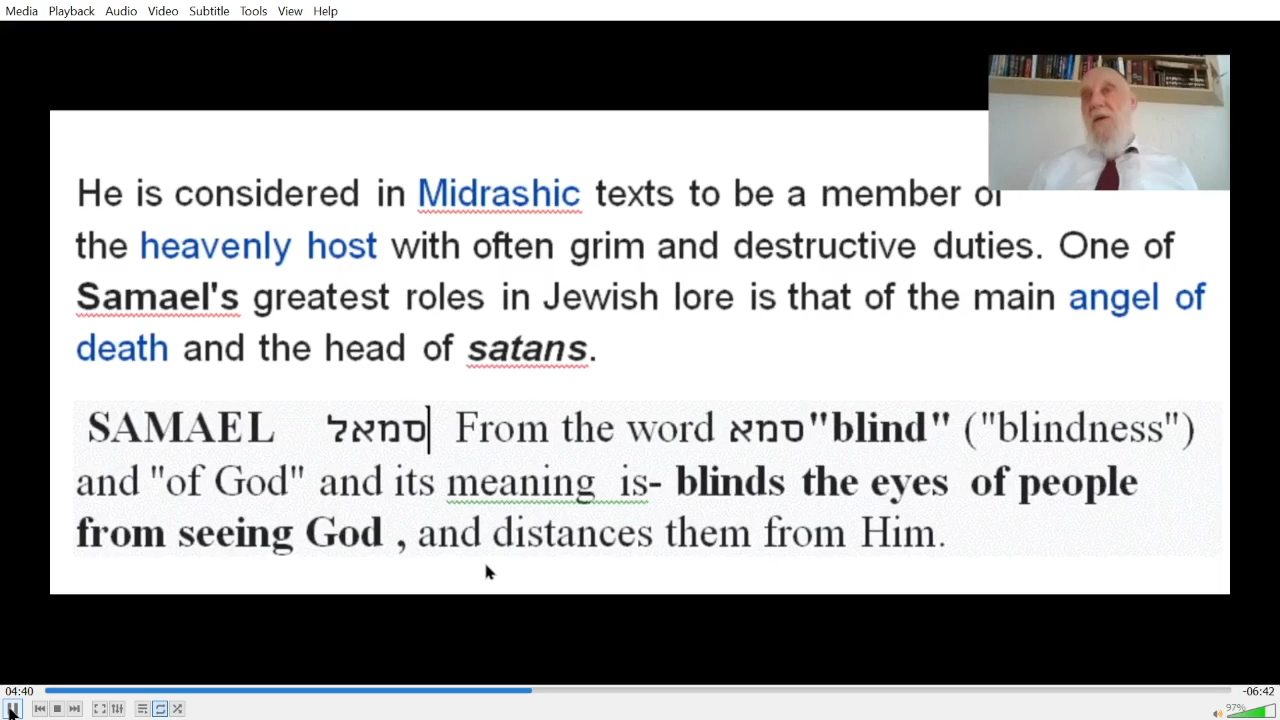 Media Playback Audio Video Subtitle Tools View Help
He is considered in Midrashic texts to be a member of
the heavenly host with often grim and destructive duties. One of
Samael's greatest roles in Jewish lore is that of the main angel of
death and the head of satans.
SAMAEL סמאל From the word סמא "blind" ("blindness")
and "of God" and its meaning is- blinds the eyes of people
from seeing God , and distances them from Him.
04:40 -06:42
97%